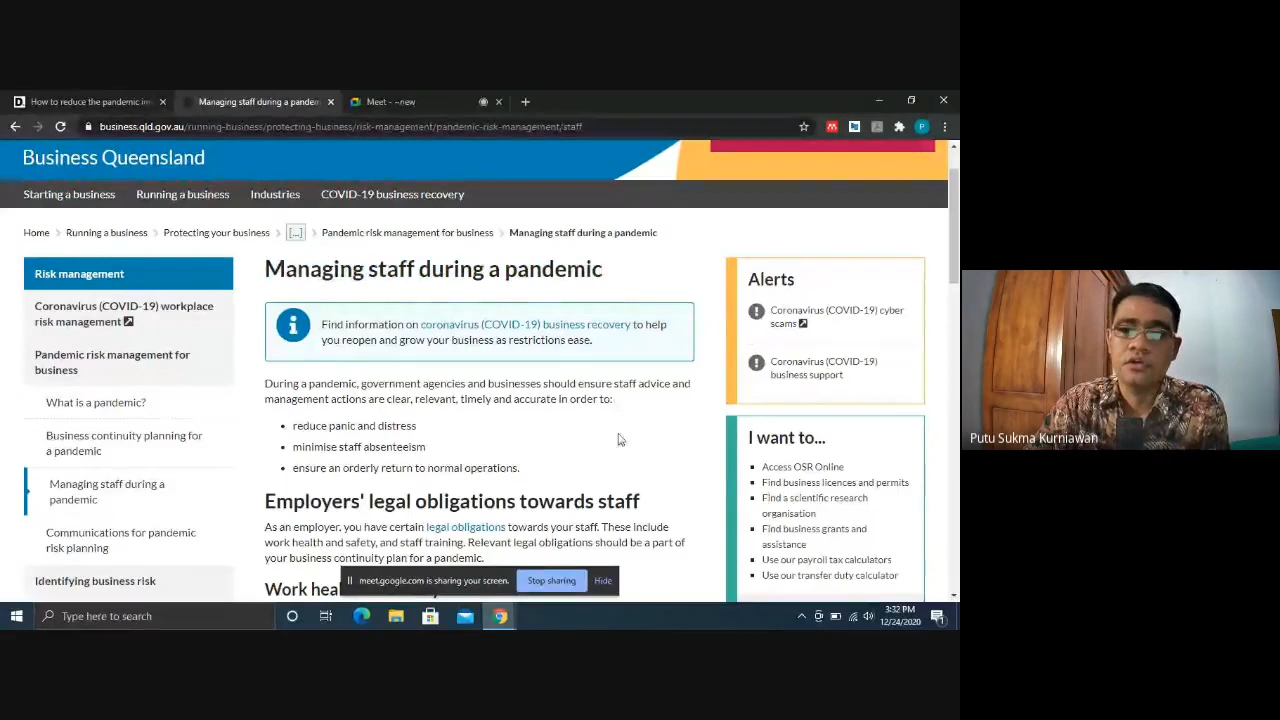 How to reduce the pandemic im
Managing staff during a pandem
Meet - ~new
business.qld.gov.au/running-business/protecting-business/risk-management/pandemic-risk-management/staff
Business Queensland
Starting a business
Running a business
Industries
COVID-19 business recovery
Home
Running a business
Protecting your business
[...]
Pandemic risk management for business
Managing staff during a pandemic
Risk management
Coronavirus (COVID-19) workplace
risk management
Pandemic risk management for
business
What is a pandemic?
Business continuity planning for
a pandemic
Managing staff during a
pandemic
Communications for pandemic
risk planning
Identifying business risk
Managing staff during a pandemic
Find information on coronavirus (COVID-19) business recovery to help
you reopen and grow your business as restrictions ease.
During a pandemic, government agencies and businesses should ensure staff advice and
management actions are clear, relevant, timely and accurate in order to:
reduce panic and distress
minimise staff absenteeism
ensure an orderly return to normal operations.
Employers' legal obligations towards staff
As an employer, you have certain legal obligations towards your staff. These include
work health and safety, and staff training. Relevant legal obligations should be a part of
your business continuity plan for a pandemic.
Work hea
meet.google.com is sharing your screen.
Stop sharing
Hide
Alerts
Coronavirus (COVID-19) cyber
scams
Coronavirus (COVID-19)
business support
I want to...
Access OSR Online
Find business licences and permits
Find a scientific research
organisation
Find business grants and
assistance
Use our payroll tax calculators
Use our transfer duty calculator
Type here to search
3:32 PM
12/24/2020
Putu Sukma Kurniawan